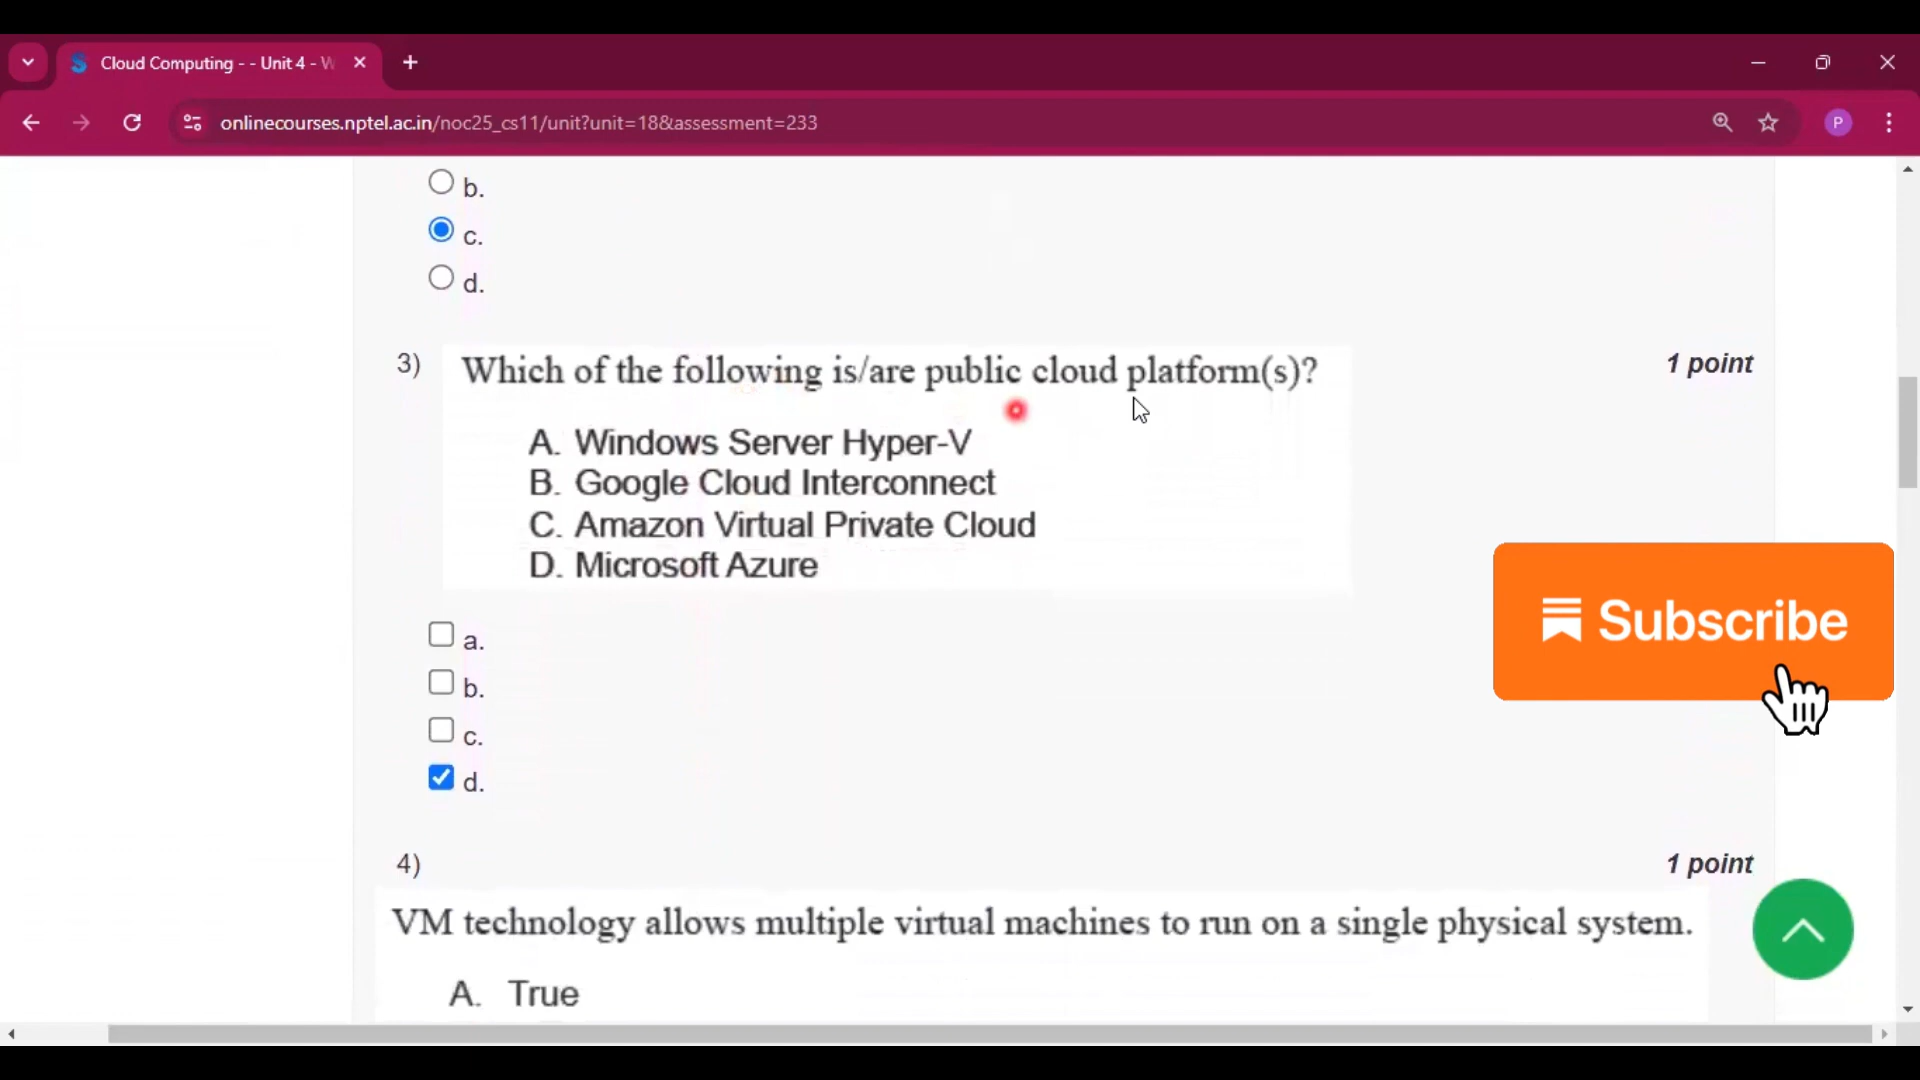 Cloud Computing - - Unit 4 - W
onlinecourses.nptel.ac.in/noc25_cs11/unit?unit=18&assessment=233
P
b.
c.
d.
3) Which of the following is/are public cloud platform(s)? 1 point
A. Windows Server Hyper-V
B. Google Cloud Interconnect
C. Amazon Virtual Private Cloud
D. Microsoft Azure
Subscribe
a.
b.
c.
d.
4) 1 point
VM technology allows multiple virtual machines to run on a single physical system.
A. True